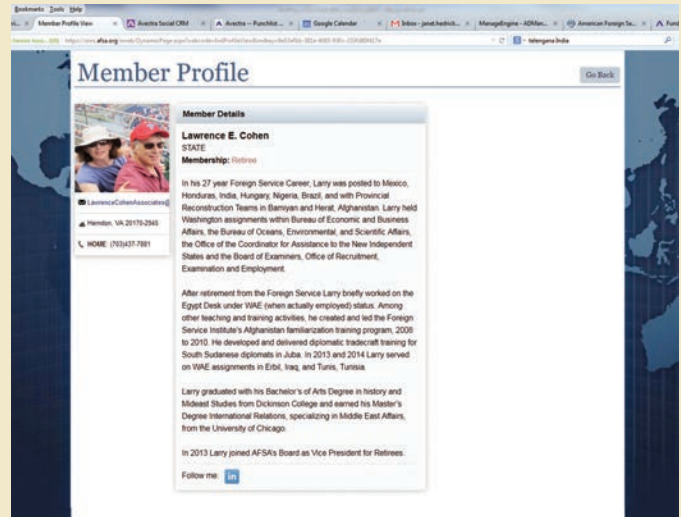 Bookmarks Tools Help
Member Profile View
Avectra Social CRM
Avectra -- Punchlist ...
Google Calendar
Inbox - janet.hedrick...
ManageEngine - ADMan...
American Foreign Se...
telengana India
Member Profile
Go Back
LawrenceCohenAssociates@
Herndon, VA 20170-2945
HOME: (703)437-7881
Member Details
Lawrence E. Cohen
STATE
Membership: Retiree
In his 27 year Foreign Service Career, Larry was posted to Mexico,
Honduras, India, Hungary, Nigeria, Brazil, and with Provincial
Reconstruction Teams in Bamiyan and Herat, Afghanistan. Larry held
Washington assignments within Bureau of Economic and Business
Affairs, the Bureau of Oceans, Environmental, and Scientific Affairs,
the Office of the Coordinator for Assistance to the New Independent
States and the Board of Examiners, Office of Recruitment,
Examination and Employment.
After retirement from the Foreign Service Larry briefly worked on the
Egypt Desk under WAE (when actually employed) status. Among
other teaching and training activities, he created and led the Foreign
Service Institute's Afghanistan familiarization training program, 2008
to 2010. He developed and delivered diplomatic tradecraft training for
South Sudanese diplomats in Juba. In 2013 and 2014 Larry served
on WAE assignments in Erbil, Iraq, and Tunis, Tunisia.
Larry graduated with his Bachelor's of Arts Degree in history and
Mideast Studies from Dickinson College and earned his Master's
Degree International Relations, specializing in Middle East Affairs,
from the University of Chicago.
In 2013 Larry joined AFSA's Board as Vice President for Retirees.
Follow me: in